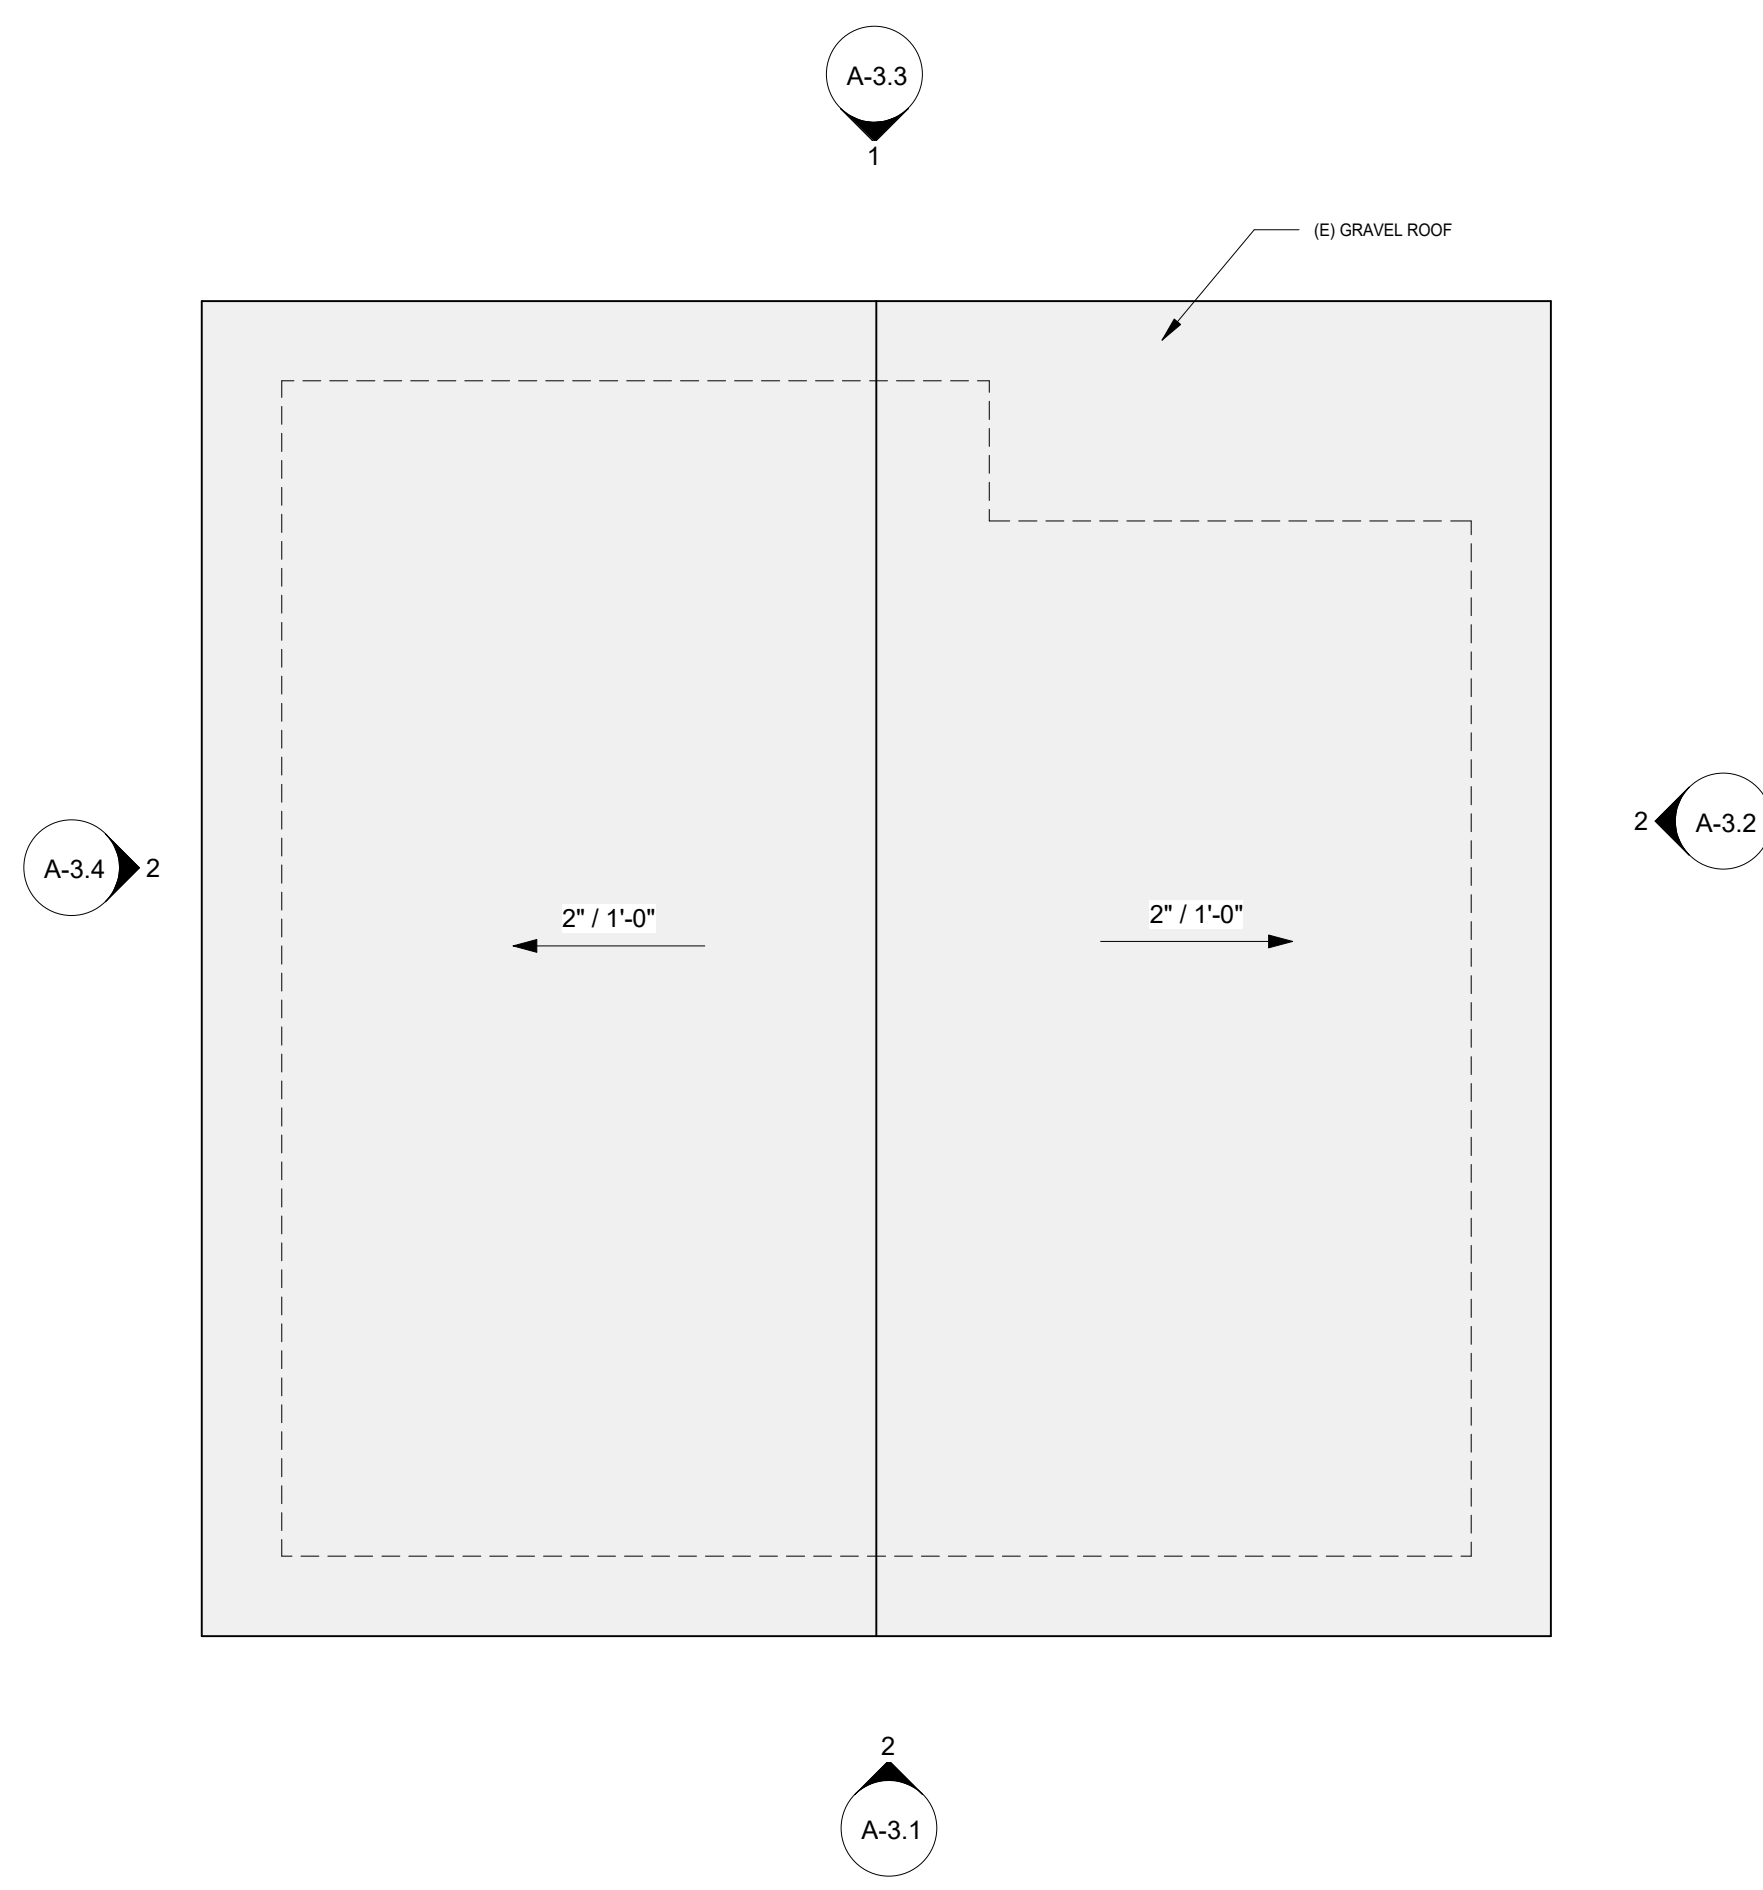 A-3.3
1
(E) GRAVEL ROOF
2
A-3.2
A-3.4
2
2" / 1'-0"
2" / 1'-0"
2
A-3.1